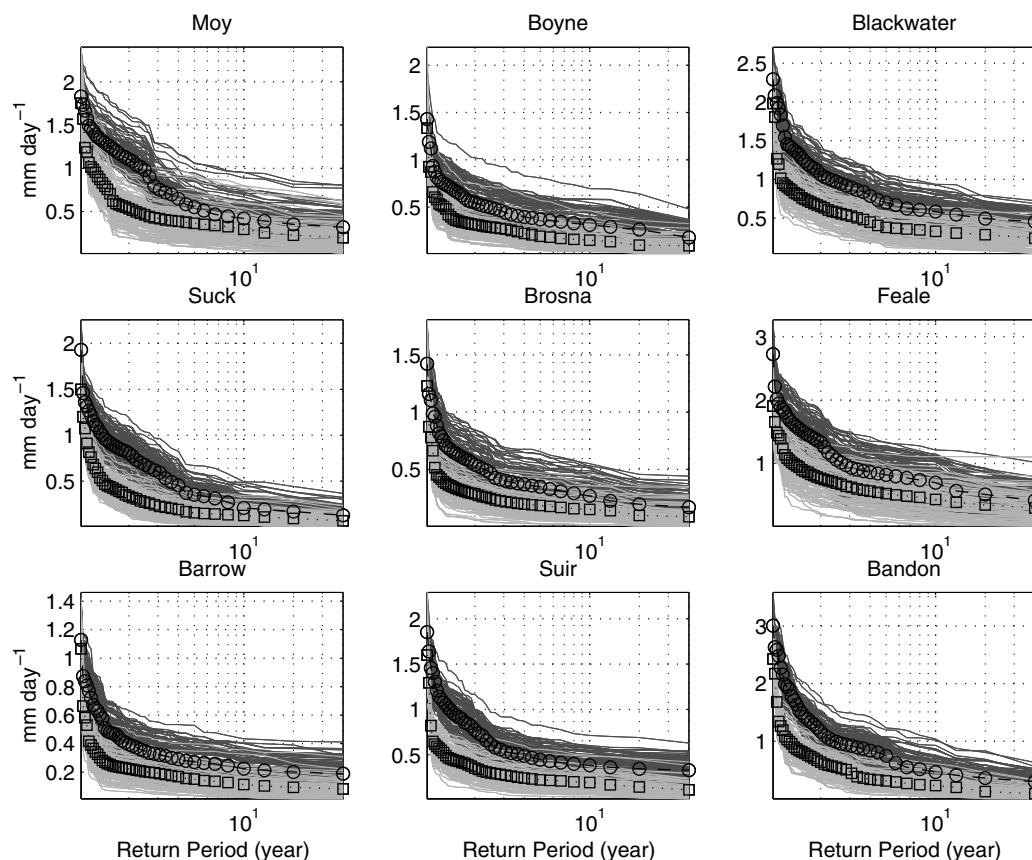 Moy Boyne Blackwater
2 2 2.5
1.5 1.5 2
1 1 1.5
0.5 0.5 1
0.5
mm day⁻¹
10¹ 10¹ 10¹
Suck Brosna Feale
2 1.5 3
1.5 1 2
1 0.5 1
0.5
mm day⁻¹
10¹ 10¹ 10¹
Barrow Suir Bandon
1.4 2 3
1.2 1.5 2
1 1 1
0.8 0.5
0.6
0.4
0.2
mm day⁻¹
10¹ 10¹ 10¹
Return Period (year) Return Period (year) Return Period (year)